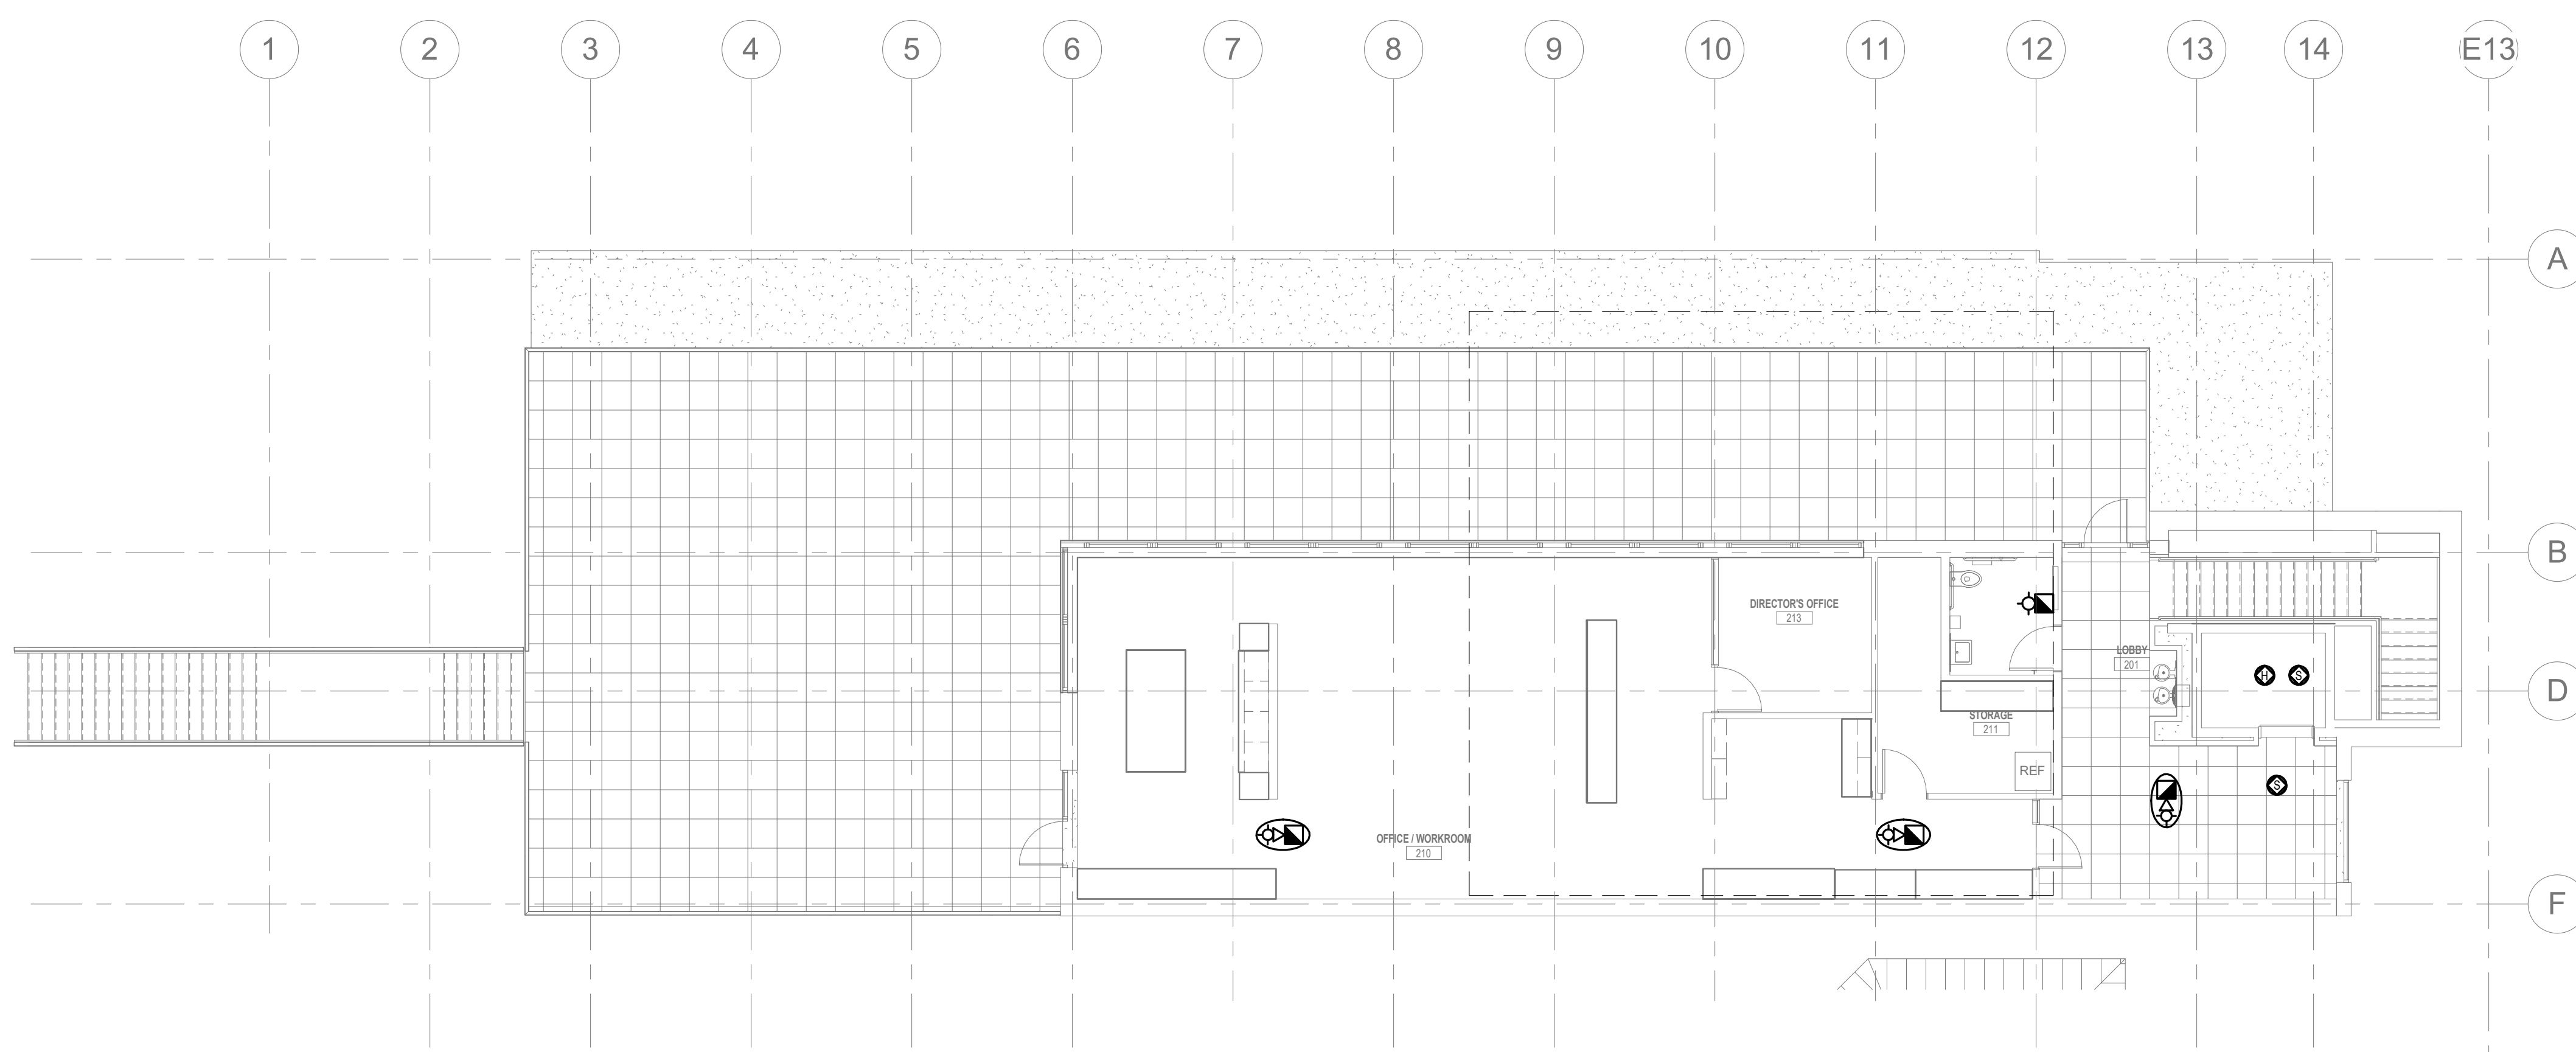 1 2 3 4 5 6 7 8 9 10 11 12 13 14 E13
A
B
DIRECTOR'S OFFICE
213
LOBBY
201
H S
D
STORAGE
211
REF
S
OFFICE / WORKROOM
210
F